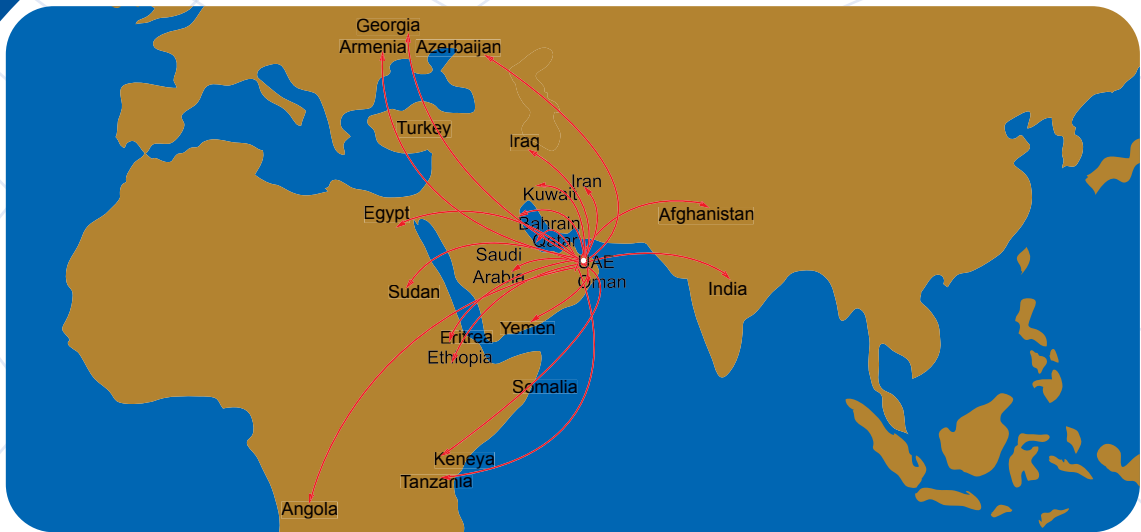 Georgia
Armenia
Azerbaijan
Turkey
Iraq
Iran
Kuwait
Egypt
Afghanistan
Bahrain
Qatar
Saudi
Arabia
UAE
Oman
Sudan
India
Yemen
Eritrea
Ethiopia
Somalia
Keneya
Tanzania
Angola